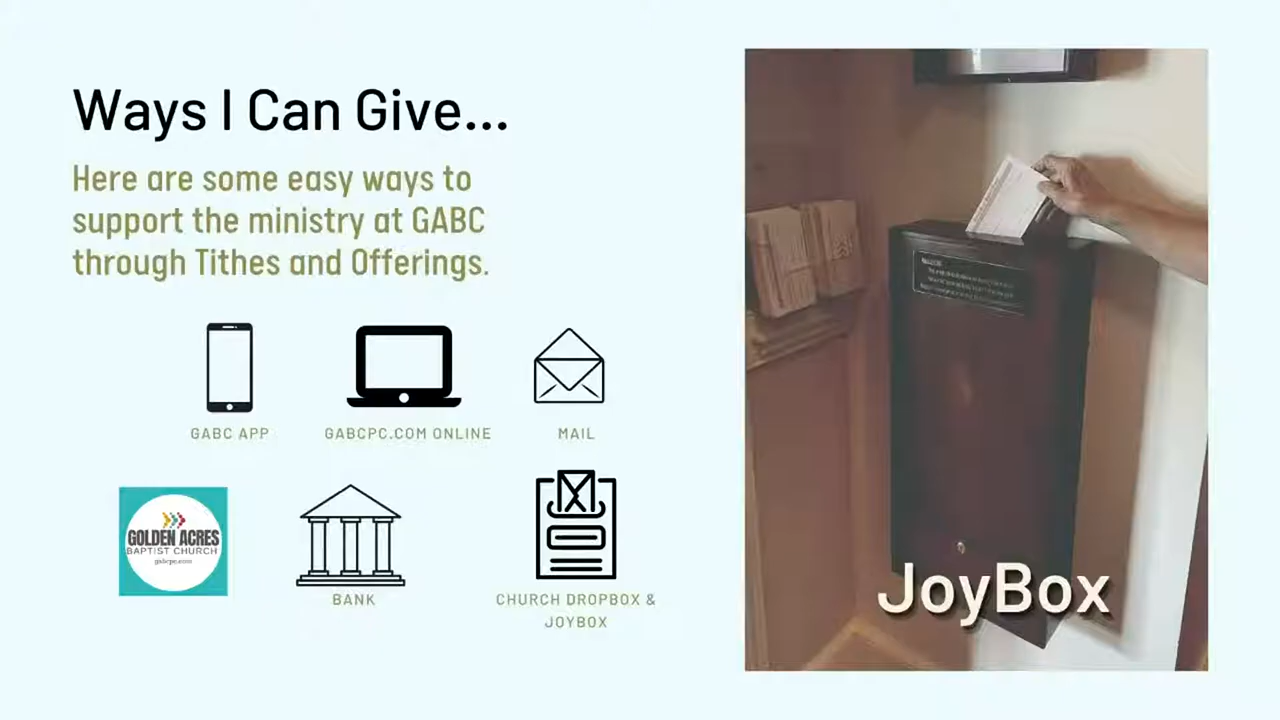 Ways I Can Give...
Here are some easy ways to
support the ministry at GABC
through Tithes and Offerings.
GABC APP
GABCPC.COM ONLINE
MAIL
GOLDEN ACRES
BAPTIST CHURCH
gabcpc.com
BANK
CHURCH DROPBOX &
JOYBOX
JoyBox